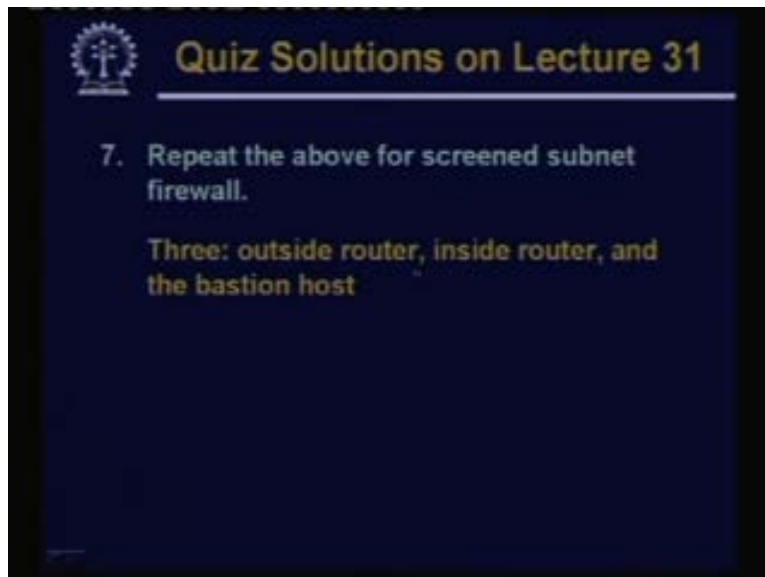 Quiz Solutions on Lecture 31
7. Repeat the above for screened subnet
firewall.
Three: outside router, inside router, and
the bastion host